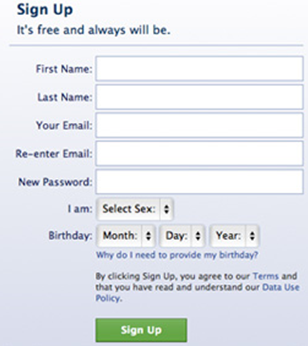 Sign Up
It's free and always will be.
First Name:
Last Name:
Your Email:
Re-enter Email:
New Password:
I am: Select Sex:
Birthday: Month: Day: Year:
Why do I need to provide my birthday?
By clicking Sign Up, you agree to our Terms and
that you have read and understand our Data Use
Policy.
Sign Up